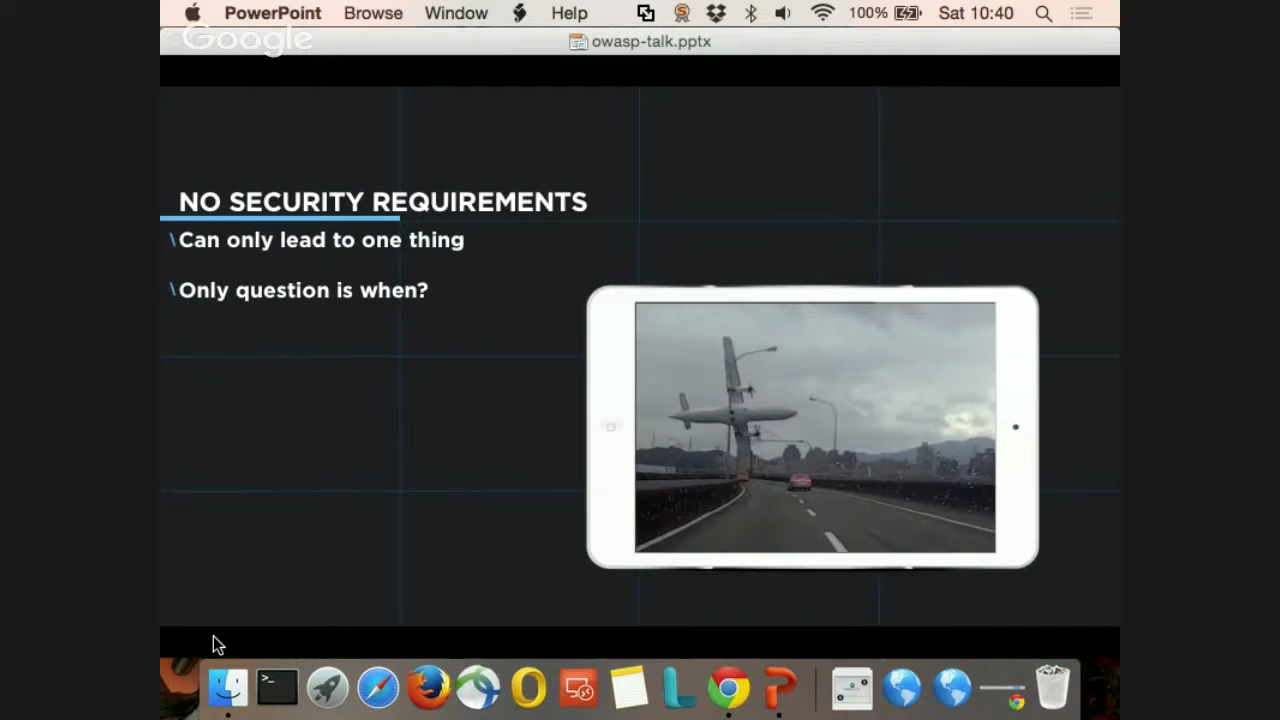 PowerPoint Browse Window Help 100% Sat 10:40
Google
owasp-talk.pptx
NO SECURITY REQUIREMENTS
\Can only lead to one thing
\Only question is when?
>_